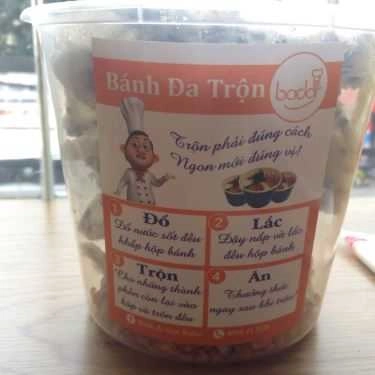 Bánh Đa Trộn
Trộn phải đúng cách
Ngon mới đúng vị!
1
Đổ
Đổ nước sốt đều
khắp hộp bánh
2
Lắc
Đậy nắp và lắc
đều hộp bánh
3
Trộn
Cho những thành
phần còn lại vào
hộp và trộn đều
4
Ăn
Thưởng thức
ngay sau khi trộn